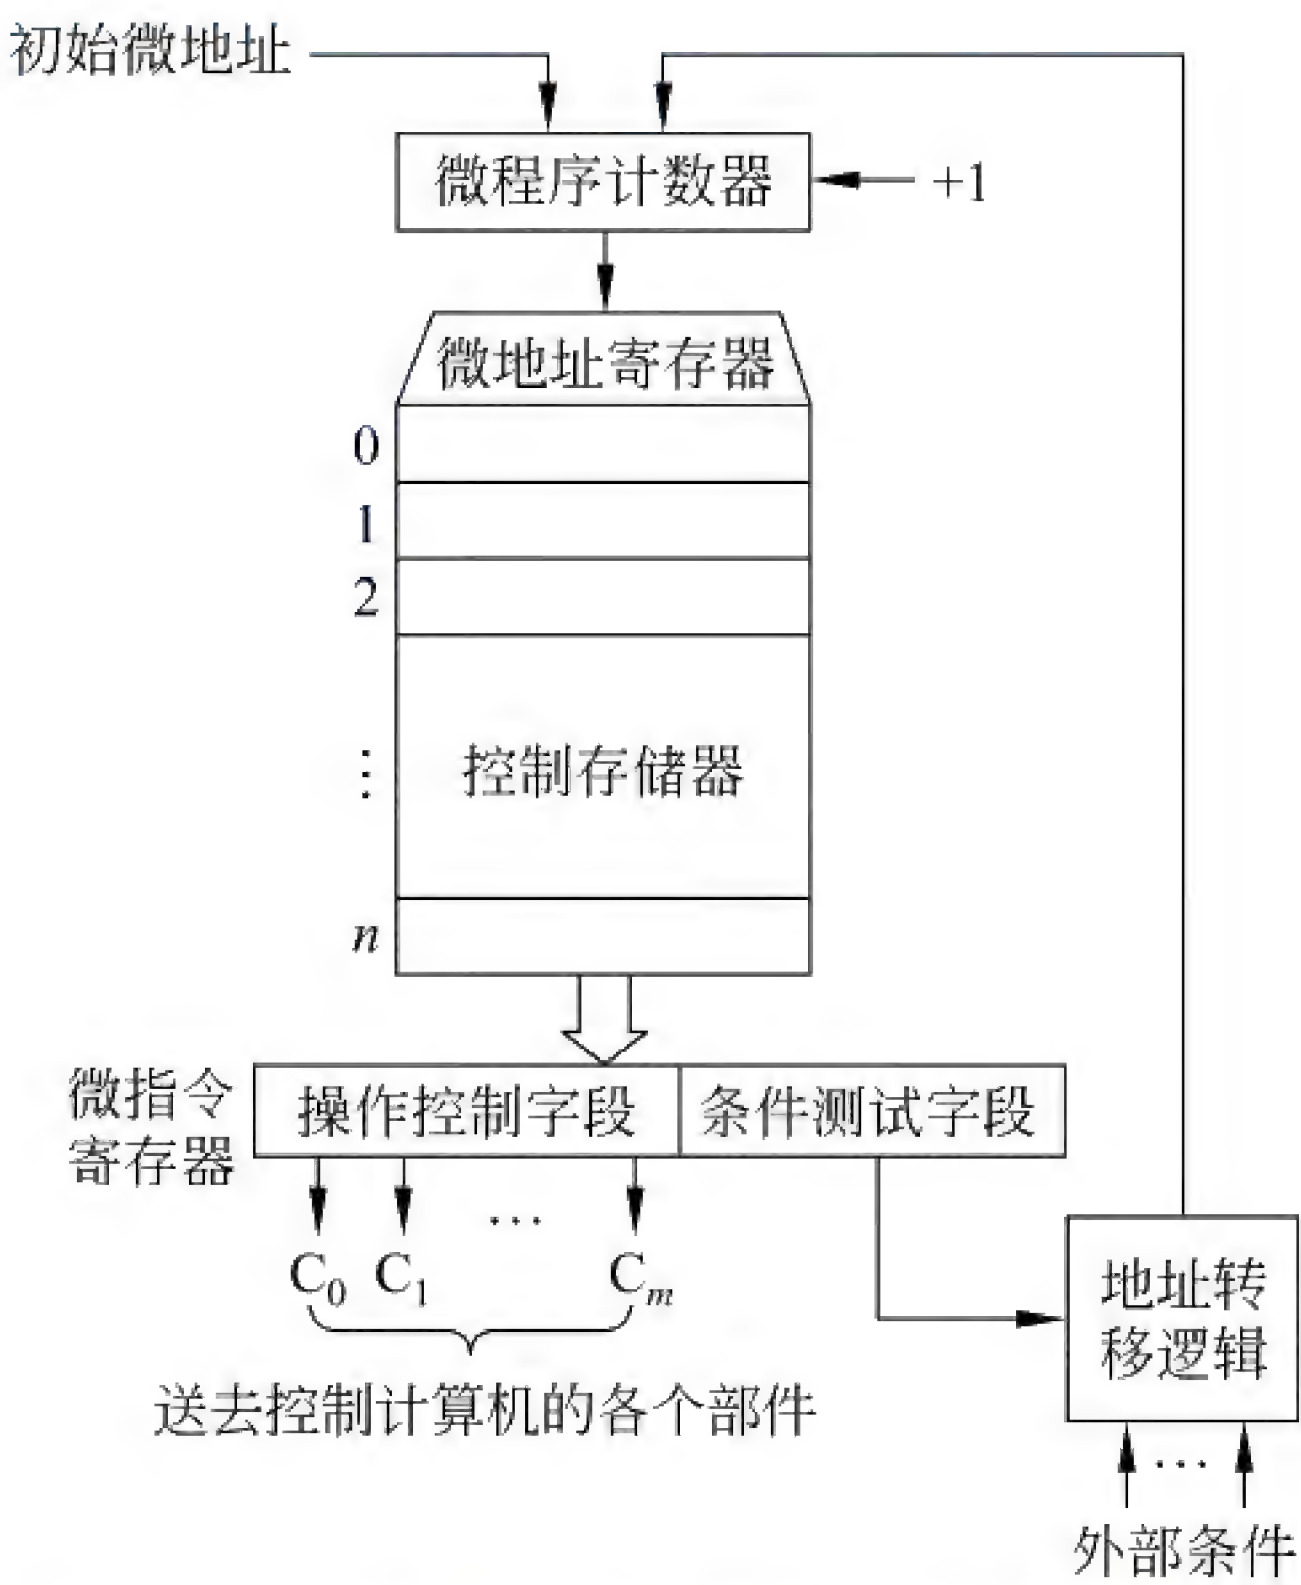 初始微地址
微程序计数器
+1
微地址寄存器
0
1
2
⋮
控制存储器
n
微指令
寄存器
操作控制字段
条件测试字段
C0 C1 … Cm
送去控制计算机的各个部件
地址转
移逻辑
…
外部条件